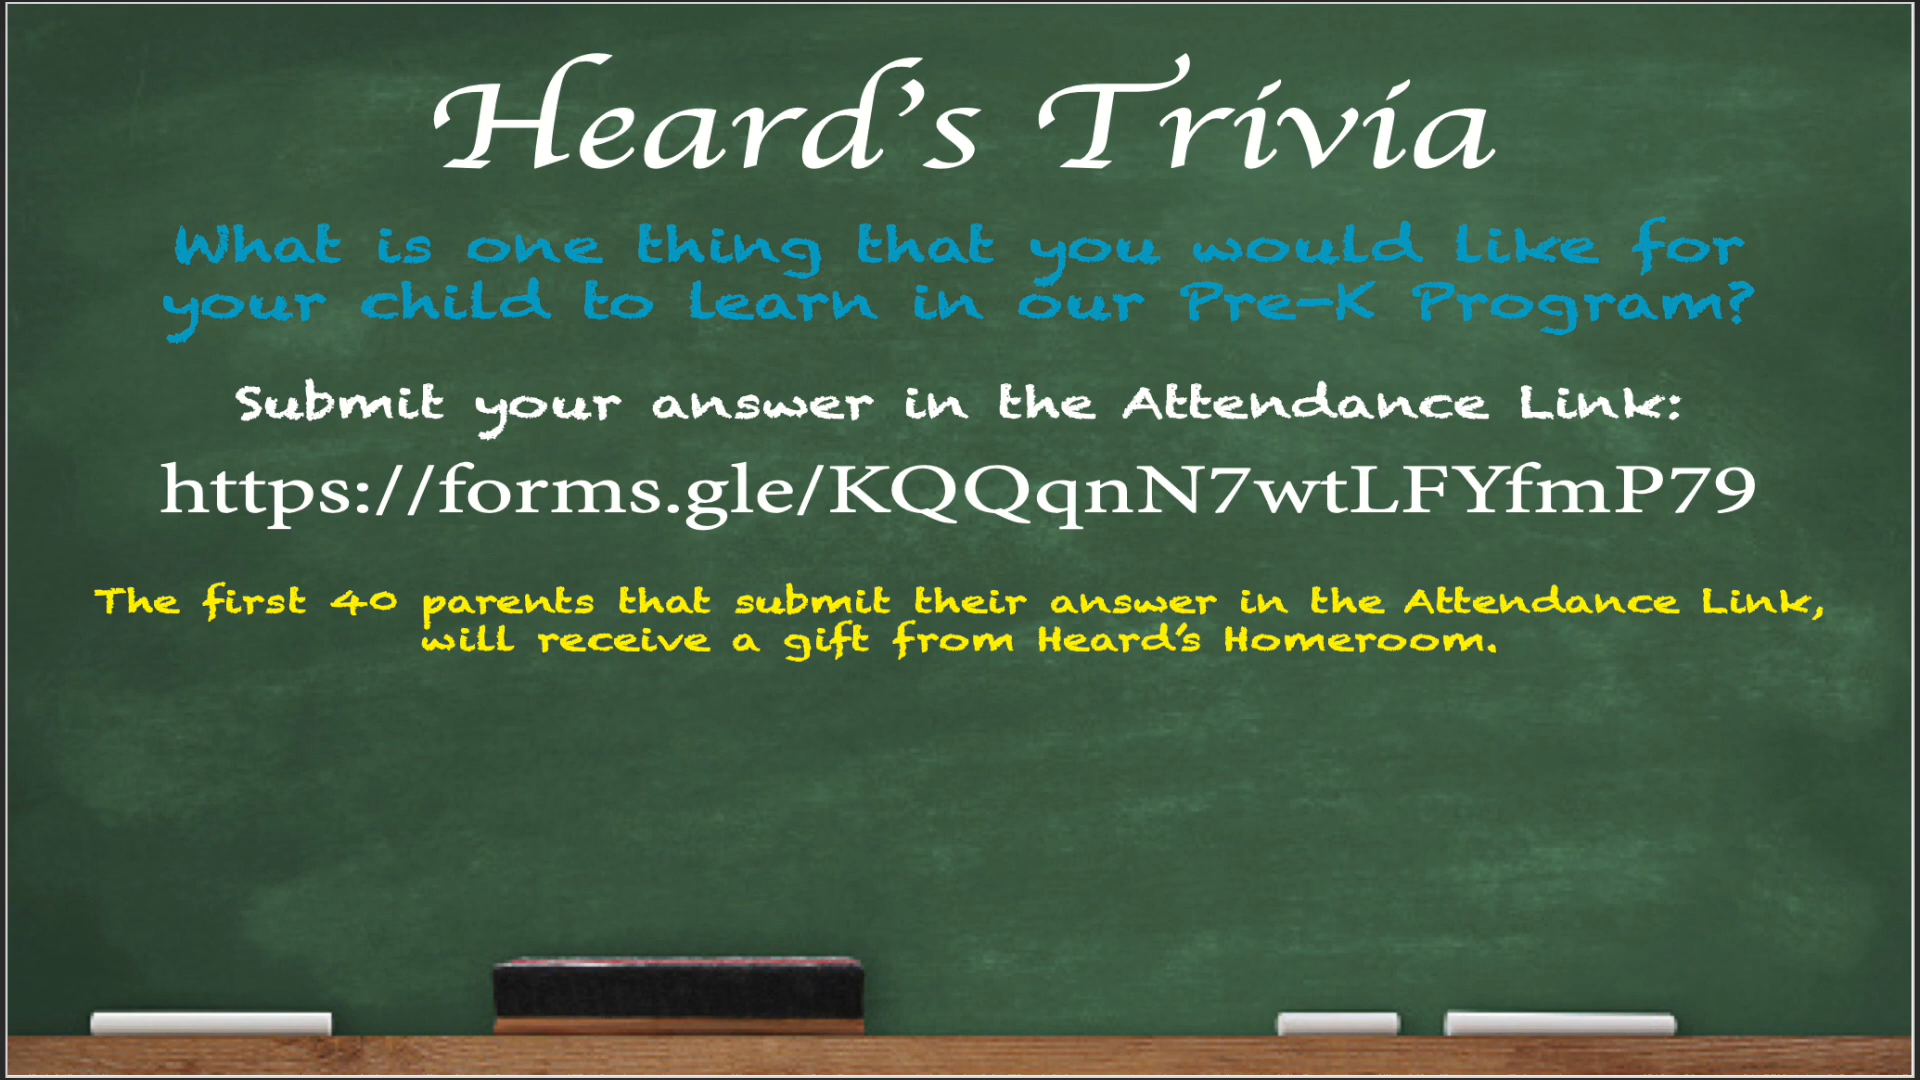 Heard’s Trivia
What is one thing that you would like for
your child to learn in our Pre-K Program?
Submit your answer in the Attendance Link:
https://forms.gle/KQQqnN7wtLFYfmP79
The first 40 parents that submit their answer in the Attendance Link,
will receive a gift from Heard’s Homeroom.